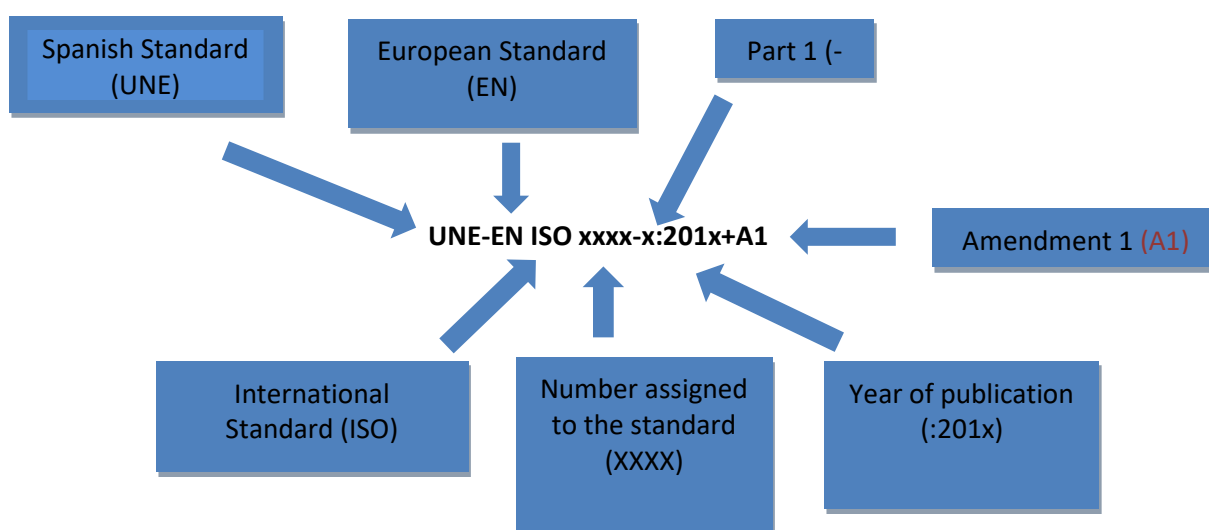 Spanish Standard
(UNE)
European Standard
(EN)
Part 1 (-
UNE-EN ISO xxxx-x:201x+A1
Amendment 1 (A1)
International
Standard (ISO)
Number assigned
to the standard
(XXXX)
Year of publication
(:201x)